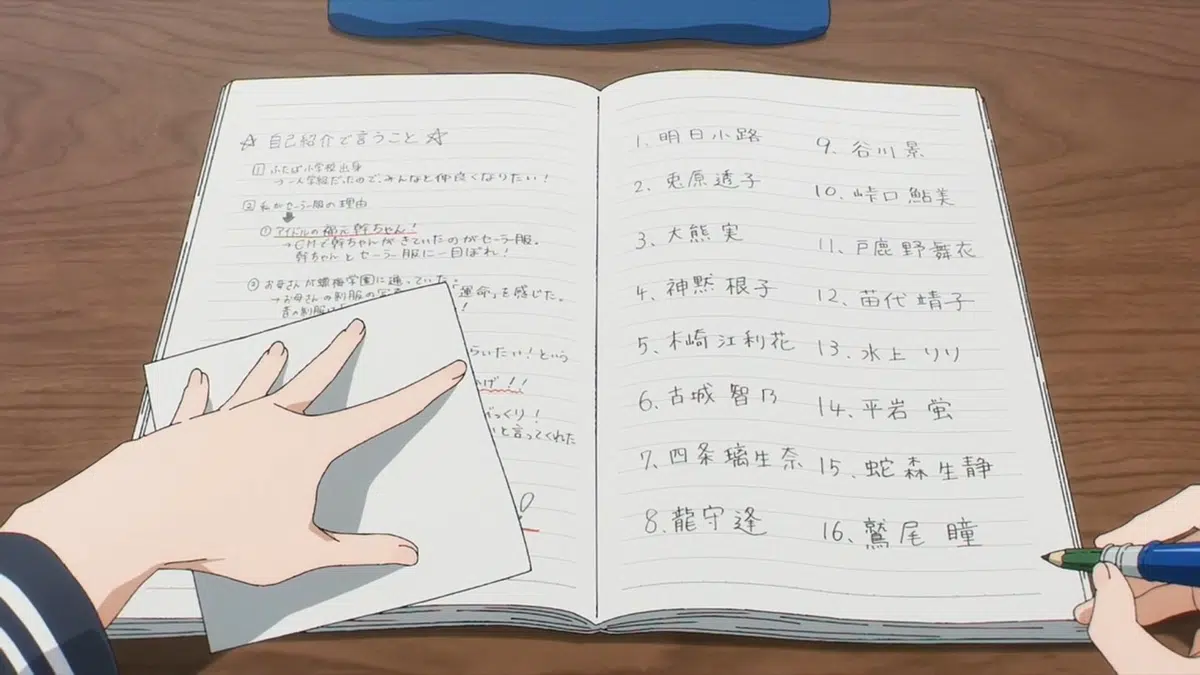 ☆ 自己紹介で言うこと ☆
1 ふたば小学校出身
→一人学級だったので、みんなと仲良くなりたい！
2 私がセーラー服の理由
① アイドルの福元幹ちゃん！
→CMで幹ちゃんがきていたのがセーラー服。
幹ちゃんとセーラー服に一目ぼれ！
② お母さんが蠟梅学園に通っていた。
→お母さんの制服の写真 運命」を感じた。
昔の制服は ！
らいたい！という
かげ！！
びっくり！
いと言ってくれた
！
1. 明日小路
2. 兎原透子
3. 大熊実
4. 神黙根子
5. 木崎江利花
6. 古城智乃
7. 四条璃生奈
8. 龍守逢
9. 谷川景
10. 峠口鮎美
11. 戸鹿野舞衣
12. 苗代靖子
13. 水上りり
14. 平岩蛍
15. 蛇森生静
16. 鷲尾瞳